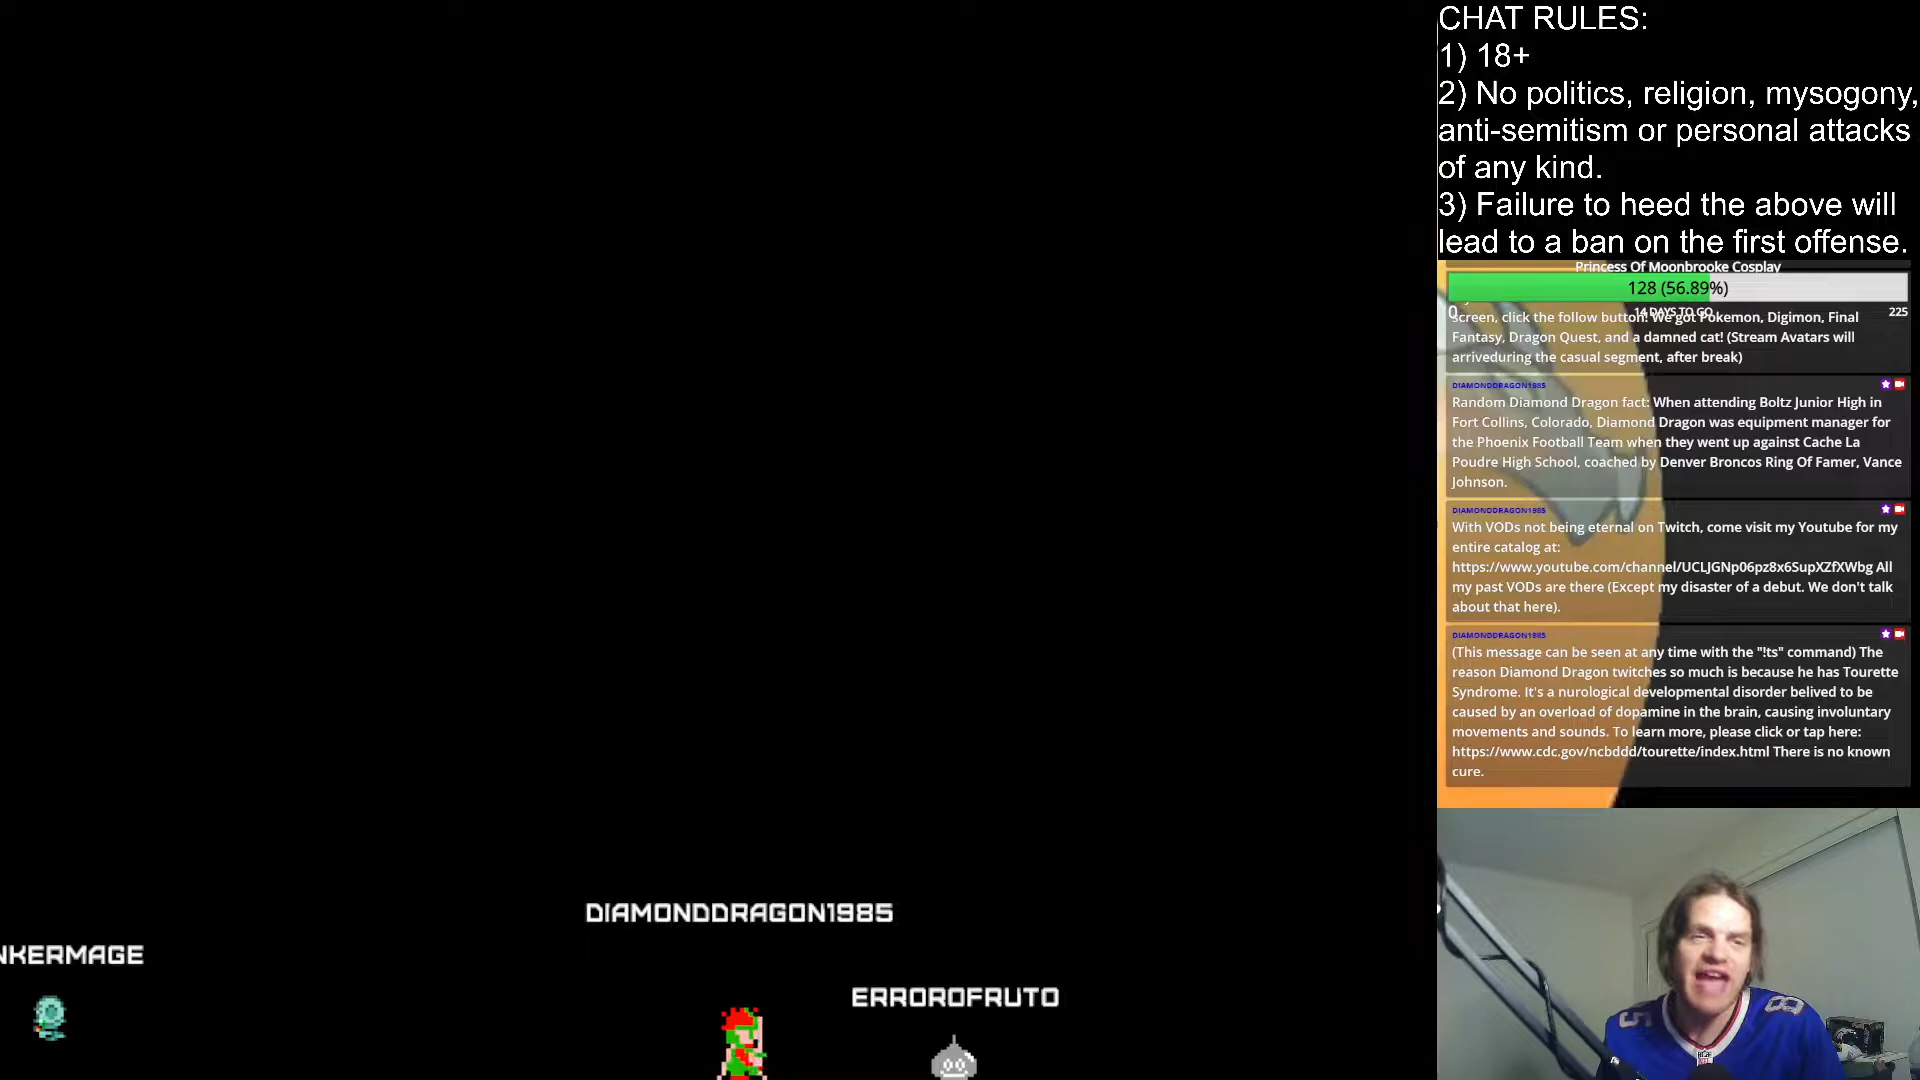 CHAT RULES:
1) 18+
2) No politics, religion, mysogony,
anti-semitism or personal attacks
of any kind.
3) Failure to heed the above will
lead to a ban on the first offense.
Princess Of Moonbrooke Cosplay
128 (56.89%)
0
14 DAYS TO GO
225
screen, click the follow button! We got Pokemon, Digimon, Final
Fantasy, Dragon Quest, and a damned cat! (Stream Avatars will
arriveduring the casual segment, after break)
DIAMONDDRAGON1985
Random Diamond Dragon fact: When attending Boltz Junior High in
Fort Collins, Colorado, Diamond Dragon was equipment manager for
the Phoenix Football Team when they went up against Cache La
Poudre High School, coached by Denver Broncos Ring Of Famer, Vance
Johnson.
DIAMONDDRAGON1985
With VODs not being eternal on Twitch, come visit my Youtube for my
entire catalog at:
https://www.youtube.com/channel/UCLJGNp06pz8x6SupXZfXWbg All
my past VODs are there (Except my disaster of a debut. We don't talk
about that here).
DIAMONDDRAGON1985
(This message can be seen at any time with the "!ts" command) The
reason Diamond Dragon twitches so much is because he has Tourette
Syndrome. It's a nurological developmental disorder belived to be
caused by an overload of dopamine in the brain, causing involuntary
movements and sounds. To learn more, please click or tap here:
https://www.cdc.gov/ncbddd/tourette/index.html There is no known
cure.
DIAMONDDRAGON1985
NKERMAGE
ERROROFRUTO
85